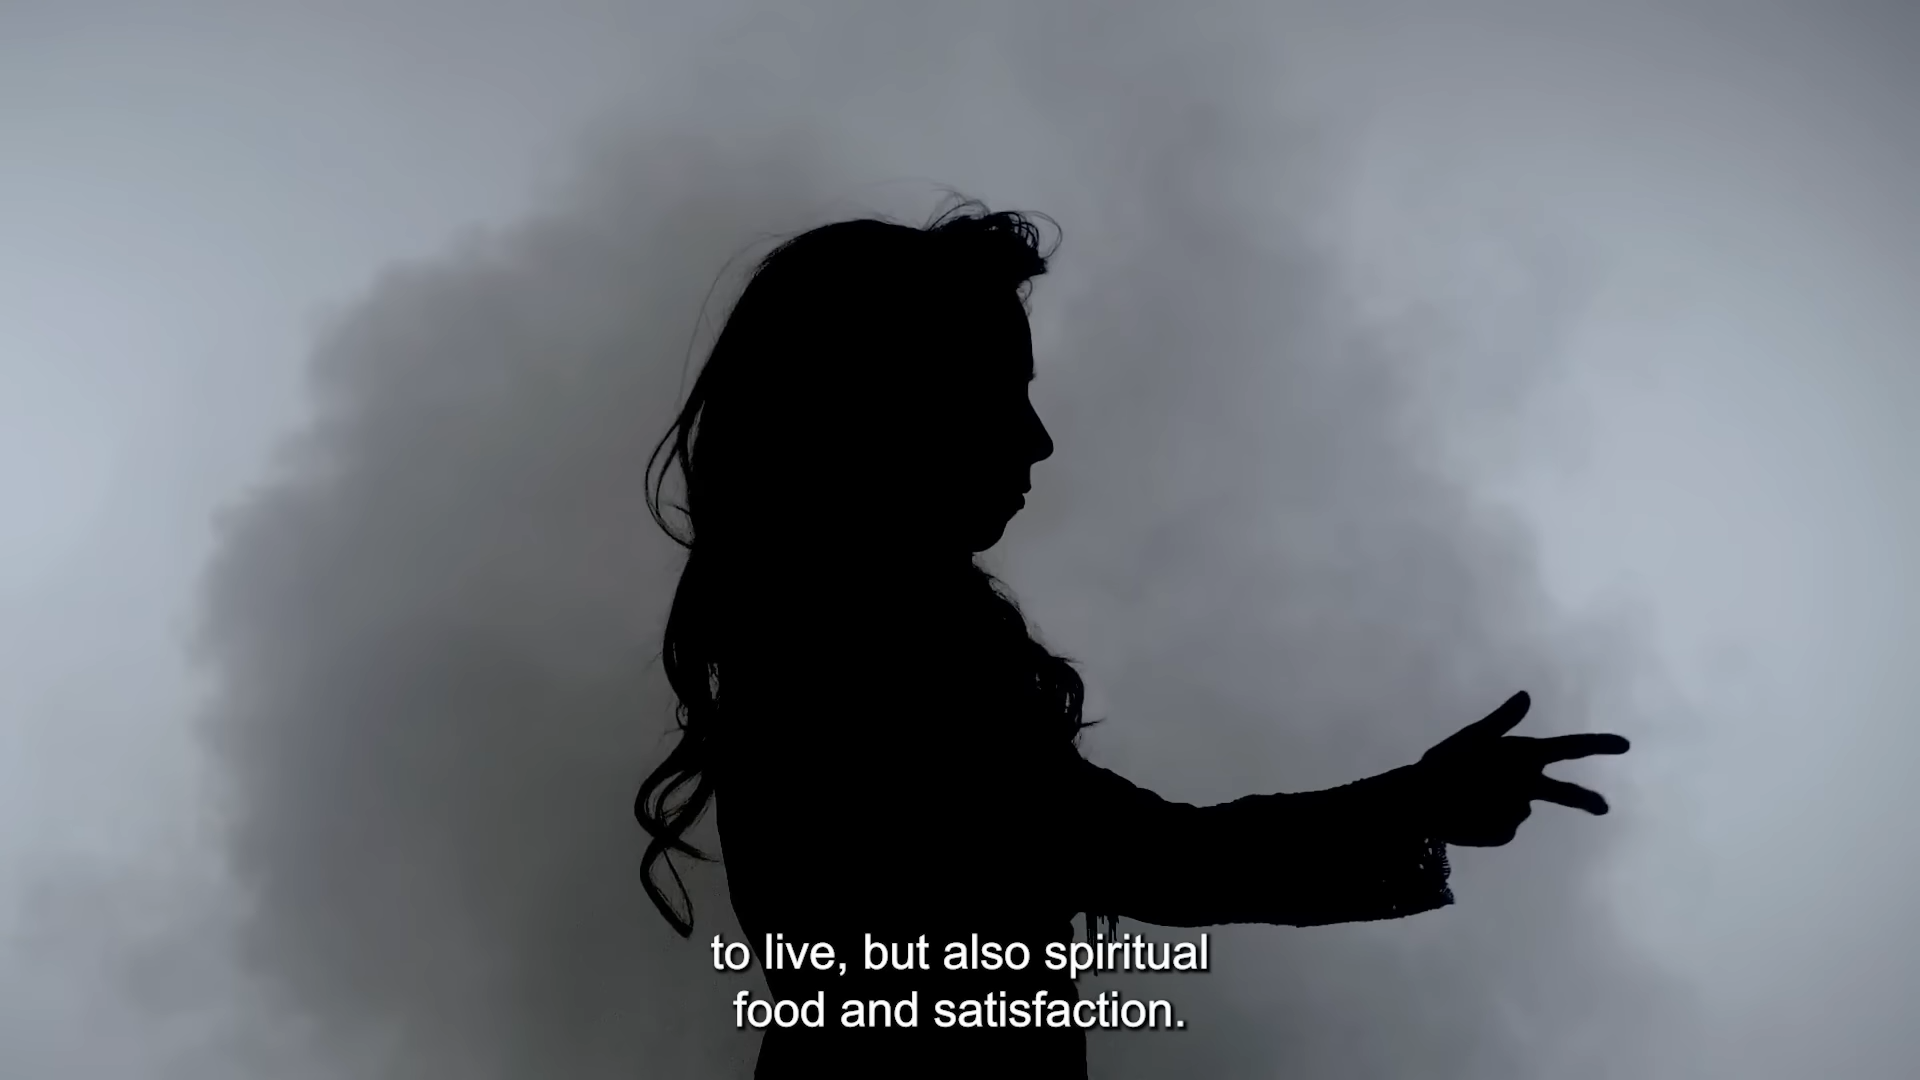 to live, but also spiritual
food and satisfaction.